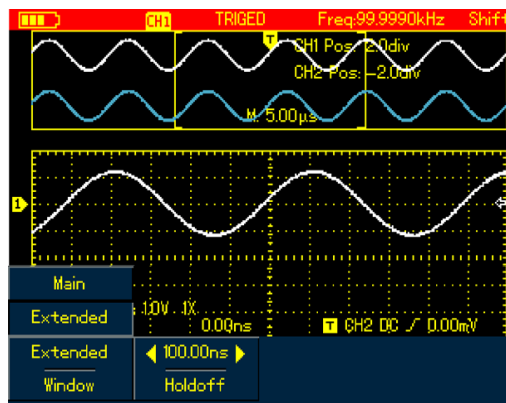 CH1 TRIGED Freq:99.9990kHz Shift
T CH1 Pos: 2.0div
CH2 Pos: -2.0div
M: 5.00µs
1
Main
1.0V 1X
Extended
0.00ns T CH2 DC 0.00mV
Extended 100.00ns
Window Holdoff